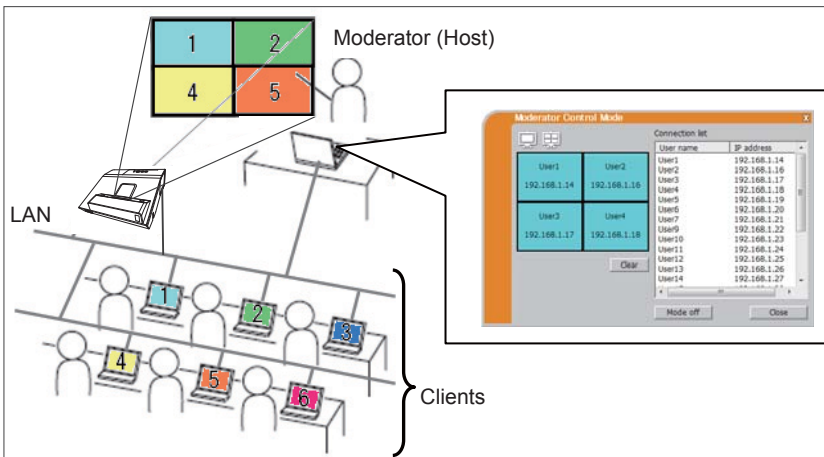 Moderator (Host)
1
2
4
5
LAN
1
2
3
4
5
6
Clients
Moderator Control Mode
x
Connection list
User name IP address
User1 192.168.1.14
User2 192.168.1.16
User3 192.168.1.17
User4 192.168.1.18
User5 192.168.1.19
User6 192.168.1.20
User7 192.168.1.21
User9 192.168.1.22
User10 192.168.1.23
User11 192.168.1.24
User12 192.168.1.25
User13 192.168.1.26
User14 192.168.1.27
User1
192.168.1.14
User2
192.168.1.16
User3
192.168.1.17
User4
192.168.1.18
Clear
Mode off
Close